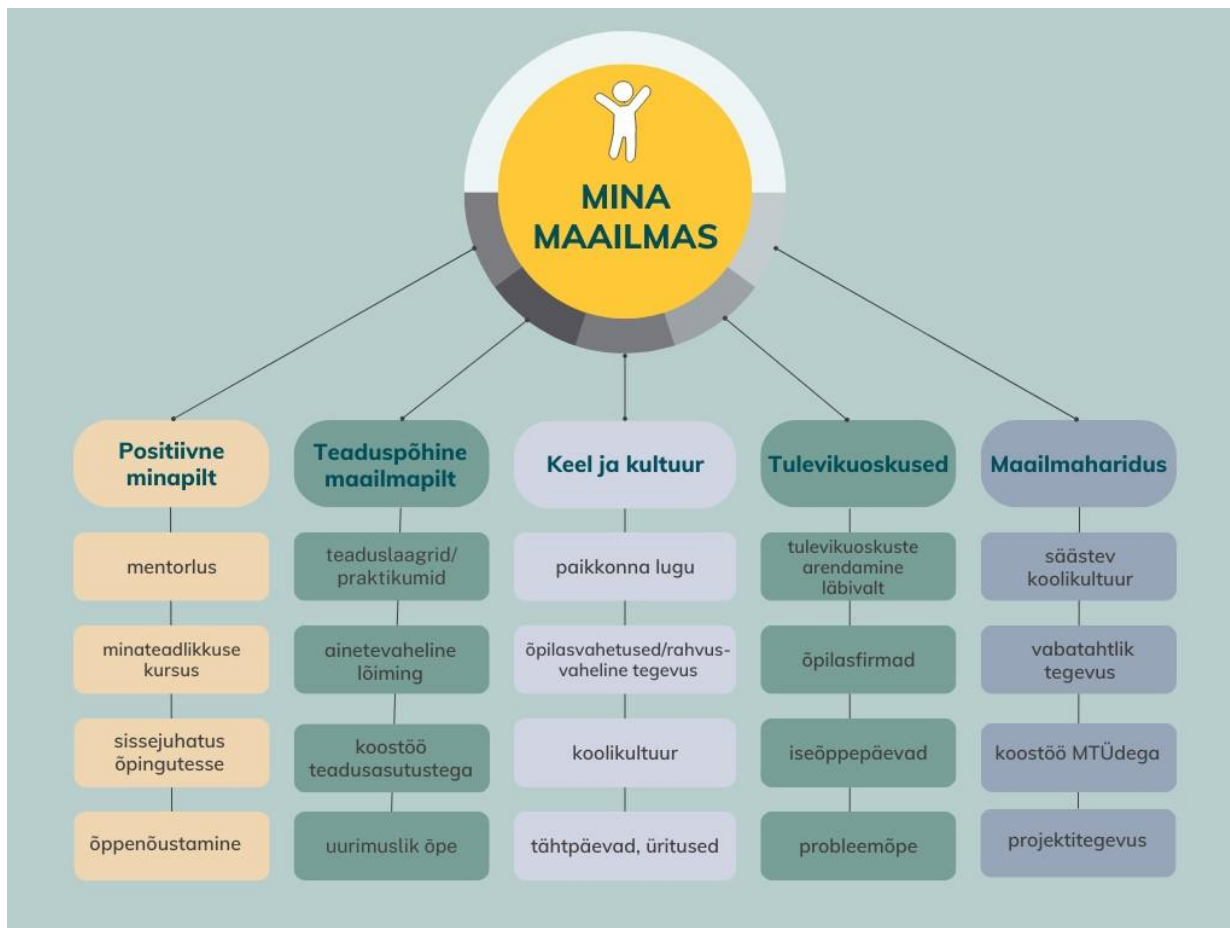 MINA
MAAILMAS
Positiivne
minapilt
mentorlus
minateadlikkuse
kursus
sissejuhatus
õpingutesse
õppenõustamine
Teaduspõhine
maailmapilt
teaduslaagrid/
praktikumid
ainetevaheline
lõiming
koostöö
teadusasutustega
uurimuslik õpe
Keel ja kultuur
paikkonna lugu
õpilasvahetused/rahvus-
vaheline tegevus
koolikultuur
tähtpäevad, üritused
Tulevikuoskused
tulevikuoskuste
arendamine
läbivalt
õpilasfirmad
iseõppepäevad
probleemõpe
Maailmaharidus
säästev
koolikultuur
vabatahtlik
tegevus
koostöö MTÜdega
projektitegevus